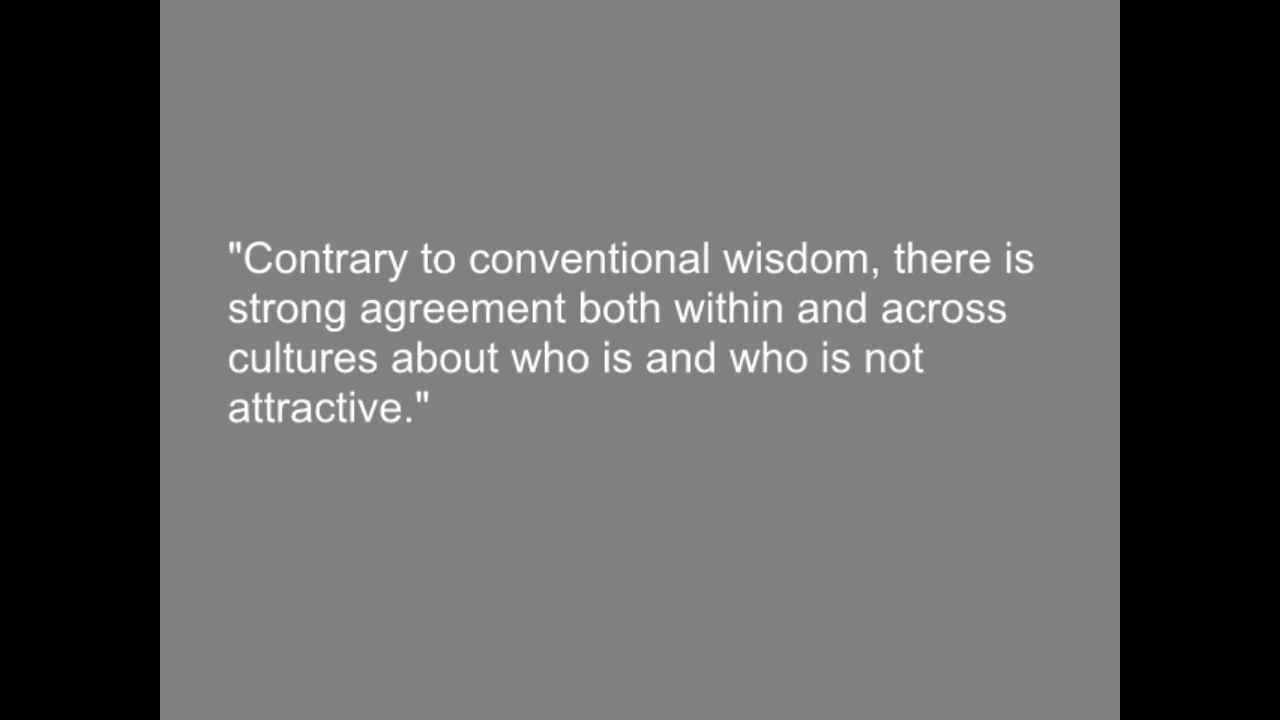 "Contrary to conventional wisdom, there is
strong agreement both within and across
cultures about who is and who is not
attractive."